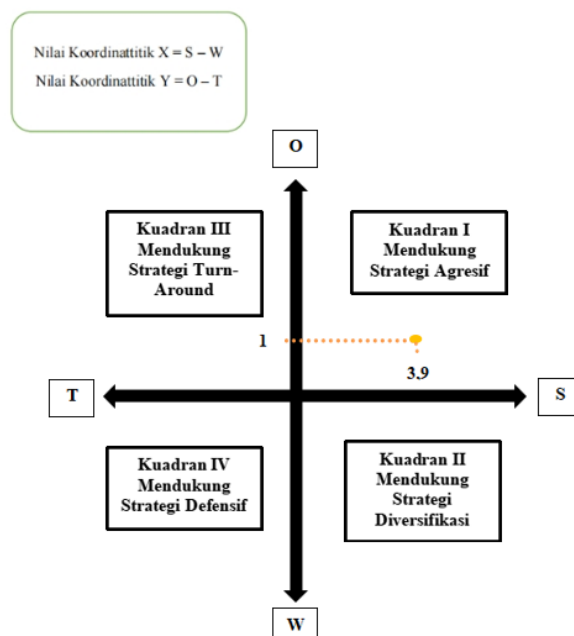 Nilai Koordinattitik X = S – W
Nilai Koordinattitik Y = O – T
O
Kuadran III
Mendukung
Strategi Turn-
Around
Kuadran I
Mendukung
Strategi Agresif
1
3,9
T
S
Kuadran IV
Mendukung
Strategi Defensif
Kuadran II
Mendukung
Strategi
Diversifikasi
W